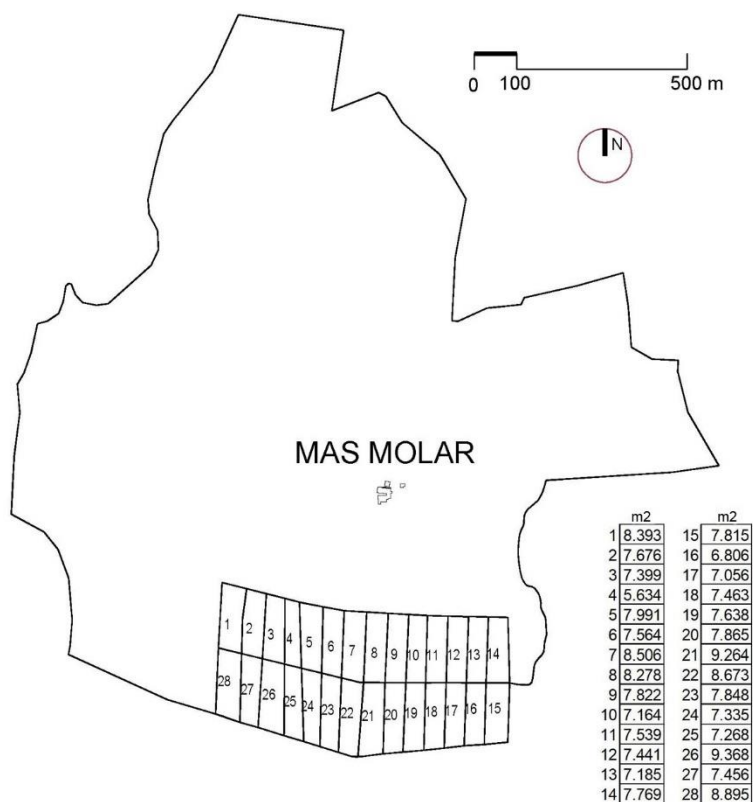 0 100 500 m
N
MAS MOLAR
m2 m2
1 8.393 15 7.815
2 7.676 16 6.806
3 7.399 17 7.056
4 5.634 18 7.463
5 7.991 19 7.638
6 7.564 20 7.865
7 8.506 21 9.264
8 8.278 22 8.673
9 7.822 23 7.848
10 7.164 24 7.335
11 7.539 25 7.268
12 7.441 26 9.368
13 7.185 27 7.456
14 7.769 28 8.895
1 2 3 4 5 6 7 8 9 10 11 12 13 14
28 27 26 25 24 23 22 21 20 19 18 17 16 15